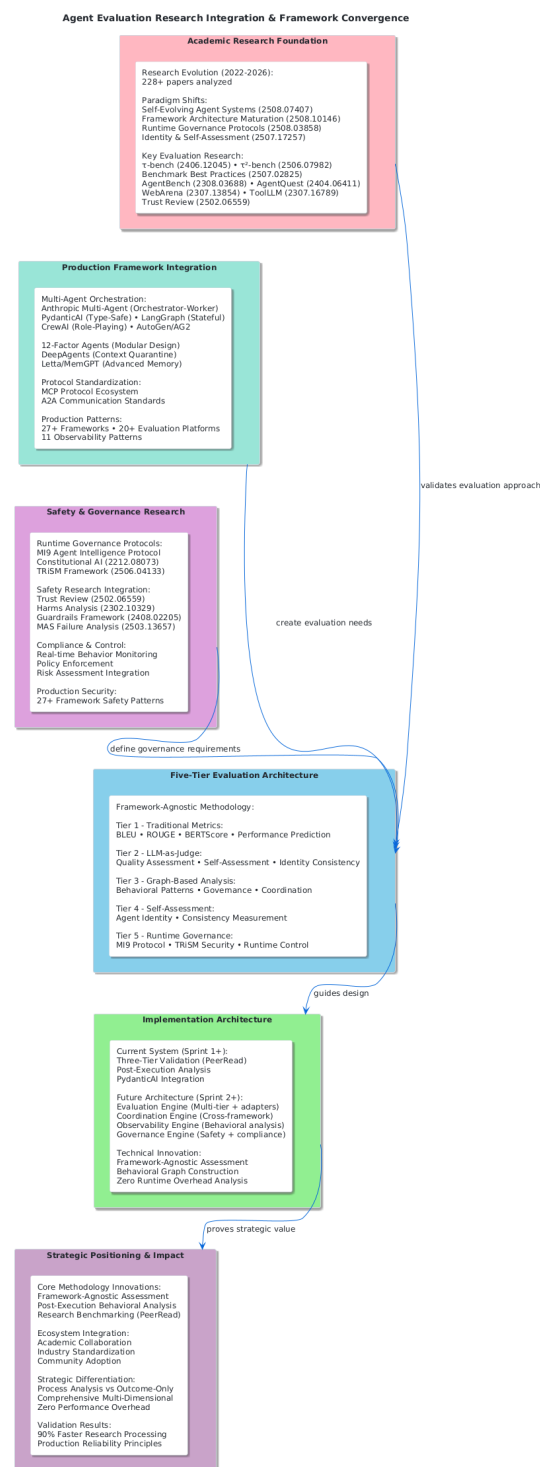 Agent Evaluation Research Integration & Framework Convergence
Academic Research Foundation
Research Evolution (2022-2026):
228+ papers analyzed
Paradigm Shifts:
Self-Evolving Agent Systems (2508.07407)
Framework Architecture Maturation (2508.10146)
Runtime Governance Protocols (2508.03858)
Identity & Self-Assessment (2507.17257)
Key Evaluation Research:
τ-bench (2406.12045) • τ²-bench (2506.07982)
Benchmark Best Practices (2507.02825)
AgentBench (2308.03688) • AgentQuest (2404.06411)
WebArena (2307.13854) • ToolLLM (2307.16789)
Trust Review (2502.06559)
Production Framework Integration
Multi-Agent Orchestration:
Anthropic Multi-Agent (Orchestrator-Worker)
PydanticAI (Type-Safe) • LangGraph (Stateful)
CrewAI (Role-Playing) • AutoGen/AG2
12-Factor Agents (Modular Design)
DeepAgents (Context Quarantine)
Letta/MemGPT (Advanced Memory)
Protocol Standardization:
MCP Protocol Ecosystem
A2A Communication Standards
Production Patterns:
27+ Frameworks • 20+ Evaluation Platforms
11 Observability Patterns
validates evaluation approach
Safety & Governance Research
Runtime Governance Protocols:
MI9 Agent Intelligence Protocol
Constitutional AI (2212.08073)
TRiSM Framework (2506.04133)
Safety Research Integration:
Trust Review (2502.06559)
Harms Analysis (2302.10329)
Guardrails Framework (2408.02205)
MAS Failure Analysis (2503.13657)
Compliance & Control:
Real-time Behavior Monitoring
Policy Enforcement
Risk Assessment Integration
Production Security:
27+ Framework Safety Patterns
create evaluation needs
define governance requirements
Five-Tier Evaluation Architecture
Framework-Agnostic Methodology:
Tier 1 - Traditional Metrics:
BLEU • ROUGE • BERTScore • Performance Prediction
Tier 2 - LLM-as-Judge:
Quality Assessment • Self-Assessment • Identity Consistency
Tier 3 - Graph-Based Analysis:
Behavioral Patterns • Governance • Coordination
Tier 4 - Self-Assessment:
Agent Identity • Consistency Measurement
Tier 5 - Runtime Governance:
MI9 Protocol • TRiSM Security • Runtime Control
guides design
Implementation Architecture
Current System (Sprint 1+):
Three-Tier Validation (PeerRead)
Post-Execution Analysis
PydanticAI Integration
Future Architecture (Sprint 2+):
Evaluation Engine (Multi-tier + adapters)
Coordination Engine (Cross-framework)
Observability Engine (Behavioral analysis)
Governance Engine (Safety + compliance)
Technical Innovation:
Framework-Agnostic Assessment
Behavioral Graph Construction
Zero Runtime Overhead Analysis
proves strategic value
Strategic Positioning & Impact
Core Methodology Innovations:
Framework-Agnostic Assessment
Post-Execution Behavioral Analysis
Research Benchmarking (PeerRead)
Ecosystem Integration:
Academic Collaboration
Industry Standardization
Community Adoption
Strategic Differentiation:
Process Analysis vs Outcome-Only
Comprehensive Multi-Dimensional
Zero Performance Overhead
Validation Results:
90% Faster Research Processing
Production Reliability Principles